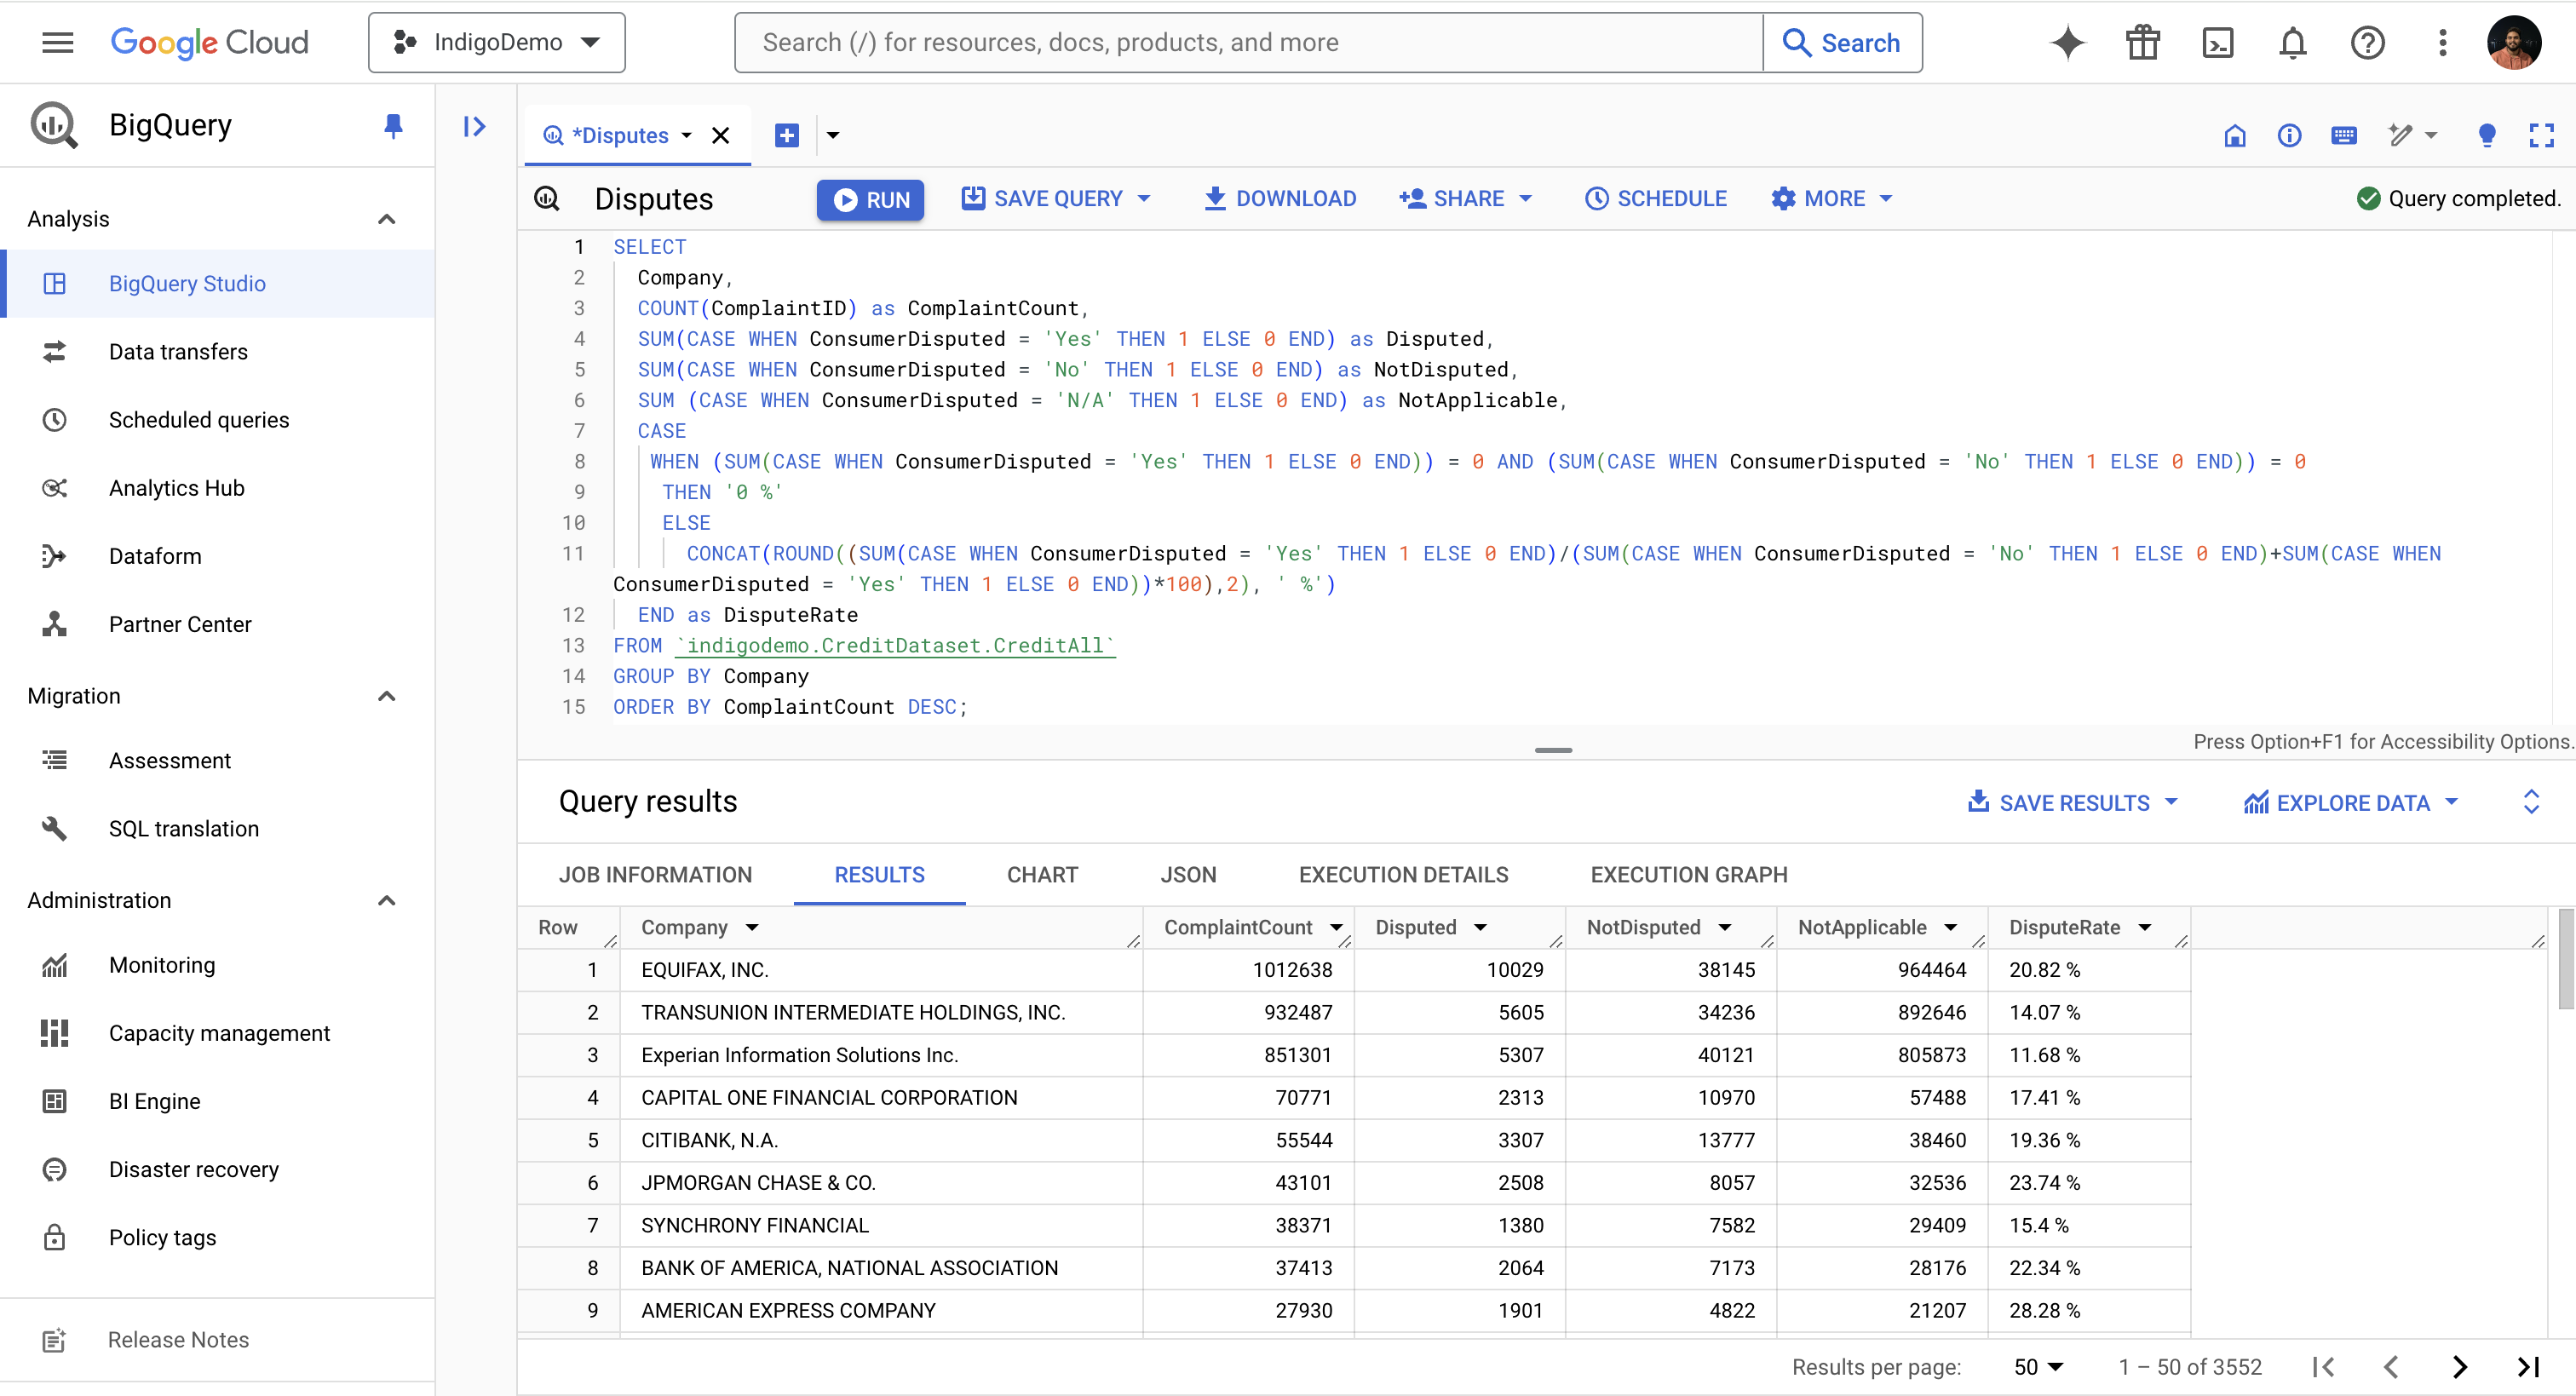 Google Cloud
IndigoDemo
Search (/) for resources, docs, products, and more
Search
BigQuery
Analysis
BigQuery Studio
Data transfers
Scheduled queries
Analytics Hub
Dataform
Partner Center
Migration
Assessment
SQL translation
Administration
Monitoring
Capacity management
BI Engine
Disaster recovery
Policy tags
Release Notes
*Disputes
Disputes
RUN
SAVE QUERY
DOWNLOAD
SHARE
SCHEDULE
MORE
Query completed.
1 SELECT
2 Company,
3 COUNT(ComplaintID) as ComplaintCount,
4 SUM(CASE WHEN ConsumerDisputed = 'Yes' THEN 1 ELSE 0 END) as Disputed,
5 SUM(CASE WHEN ConsumerDisputed = 'No' THEN 1 ELSE 0 END) as NotDisputed,
6 SUM (CASE WHEN ConsumerDisputed = 'N/A' THEN 1 ELSE 0 END) as NotApplicable,
7 CASE
8 WHEN (SUM(CASE WHEN ConsumerDisputed = 'Yes' THEN 1 ELSE 0 END)) = 0 AND (SUM(CASE WHEN ConsumerDisputed = 'No' THEN 1 ELSE 0 END)) = 0
9 THEN '0 %'
10 ELSE
11 CONCAT(ROUND((SUM(CASE WHEN ConsumerDisputed = 'Yes' THEN 1 ELSE 0 END)/(SUM(CASE WHEN ConsumerDisputed = 'No' THEN 1 ELSE 0 END)+SUM(CASE WHEN
ConsumerDisputed = 'Yes' THEN 1 ELSE 0 END))*100),2), ' %')
12 END as DisputeRate
13 FROM `indigodemo.CreditDataset.CreditAll`
14 GROUP BY Company
15 ORDER BY ComplaintCount DESC;
Press Option+F1 for Accessibility Options.
Query results
SAVE RESULTS
EXPLORE DATA
JOB INFORMATION RESULTS CHART JSON EXECUTION DETAILS EXECUTION GRAPH
Row Company ComplaintCount Disputed NotDisputed NotApplicable DisputeRate
1 EQUIFAX, INC. 1012638 10029 38145 964464 20.82 %
2 TRANSUNION INTERMEDIATE HOLDINGS, INC. 932487 5605 34236 892646 14.07 %
3 Experian Information Solutions Inc. 851301 5307 40121 805873 11.68 %
4 CAPITAL ONE FINANCIAL CORPORATION 70771 2313 10970 57488 17.41 %
5 CITIBANK, N.A. 55544 3307 13777 38460 19.36 %
6 JPMORGAN CHASE & CO. 43101 2508 8057 32536 23.74 %
7 SYNCHRONY FINANCIAL 38371 1380 7582 29409 15.4 %
8 BANK OF AMERICA, NATIONAL ASSOCIATION 37413 2064 7173 28176 22.34 %
9 AMERICAN EXPRESS COMPANY 27930 1901 4822 21207 28.28 %
Results per page: 50 1 – 50 of 3552